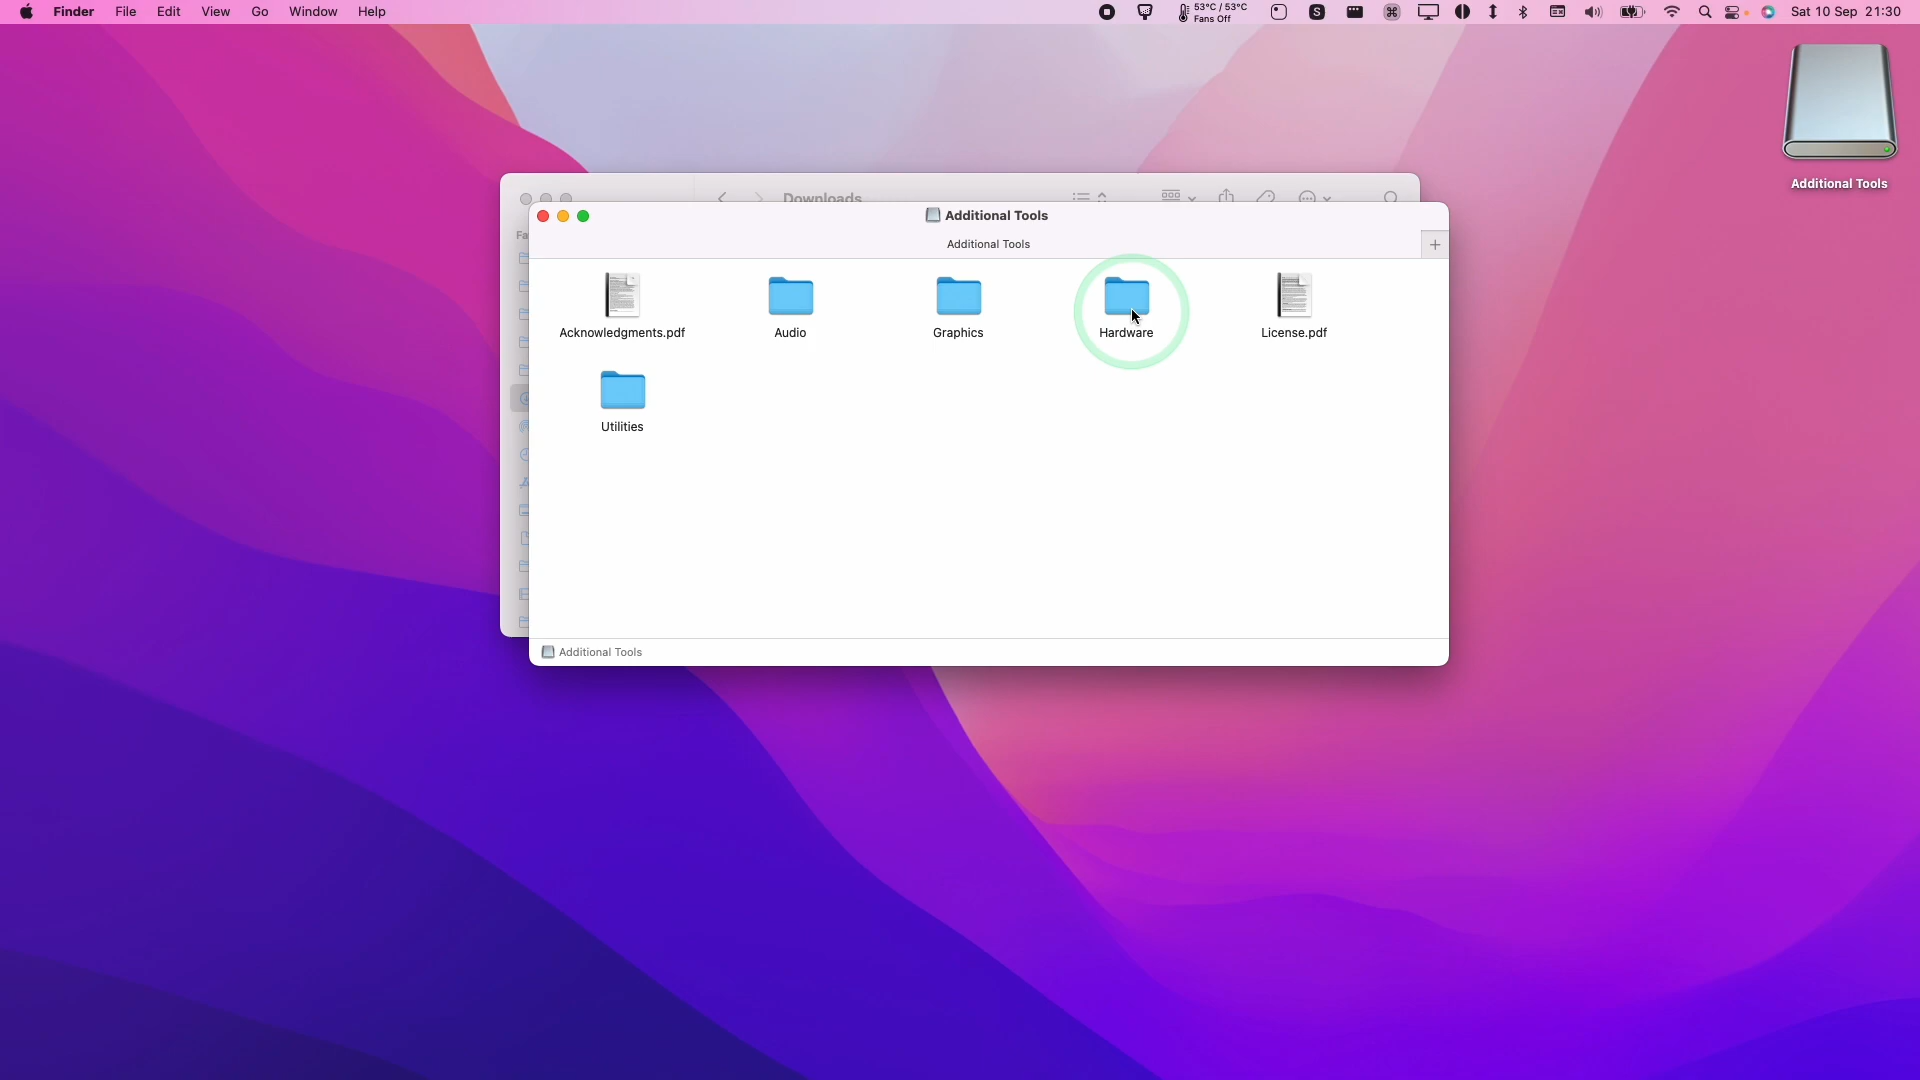 Finder File Edit View Go Window Help
53°C / 53°C
Fans Off
S
Sat 10 Sep 21:30
Additional Tools
Downloads
Additional Tools
Additional Tools
Acknowledgments.pdf
Audio
Graphics
Hardware
License.pdf
Utilities
Additional Tools